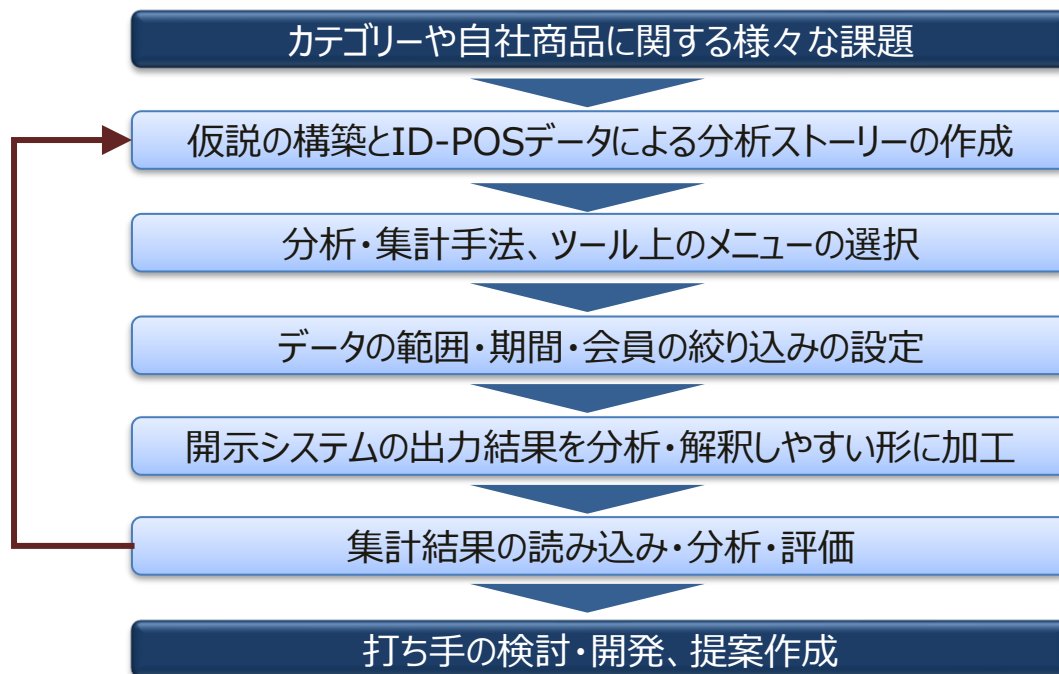 カテゴリーや自社商品に関する様々な課題
仮説の構築とID-POSデータによる分析ストーリーの作成
分析・集計手法、ツール上のメニューの選択
データの範囲・期間・会員の絞り込みの設定
開示システムの出力結果を分析・解釈しやすい形に加工
集計結果の読み込み・分析・評価
打ち手の検討・開発、提案作成